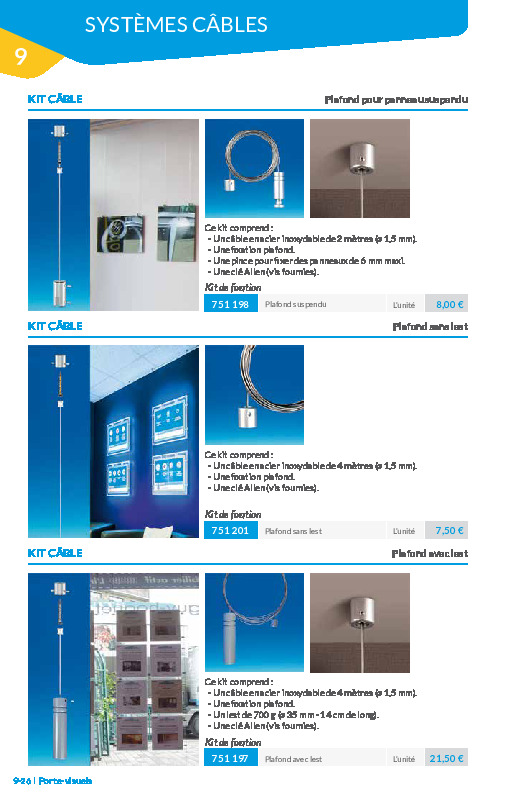 SYSTÈMES CÂBLES
9
KIT CÂBLE Plafond pour panneau suspendu
Ce kit comprend :
- Un câble en acier inoxydable de 2 mètres (ø 1,5 mm).
- Une fixation plafond.
- Une pince pour fixer des panneaux de 6 mm maxi.
- Une clé Allen (vis fournies).
Kit de fixation
751 198 Plafond suspendu L'unité 8,00 €
KIT CÂBLE Plafond sans lest
Ce kit comprend :
- Un câble en acier inoxydable de 4 mètres (ø 1,5 mm).
- Une fixation plafond.
- Une clé Allen (vis fournies).
Kit de fixation
751 201 Plafond sans lest L'unité 7,50 €
KIT CÂBLE Plafond avec lest
Ce kit comprend :
- Un câble en acier inoxydable de 4 mètres (ø 1,5 mm).
- Une fixation plafond.
- Un lest de 700 g (ø 35 mm - 14 cm de long).
- Une clé Allen (vis fournies).
Kit de fixation
751 197 Plafond avec lest L'unité 21,50 €
9-26 | Porte-visuels